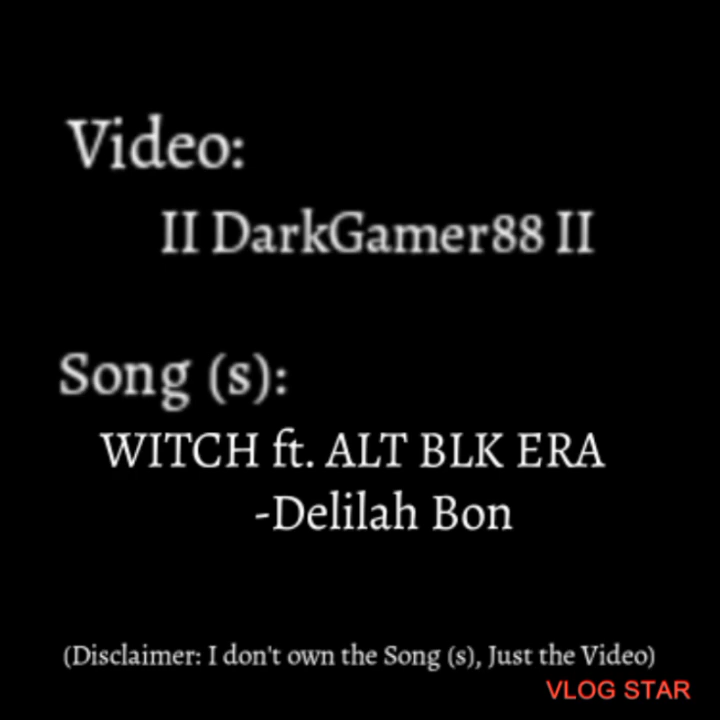 Video:
II DarkGamer88 II
Song (s):
WITCH ft. ALT BLK ERA
-Delilah Bon
(Disclaimer: I don't own the Song (s), Just the Video)
VLOG STAR